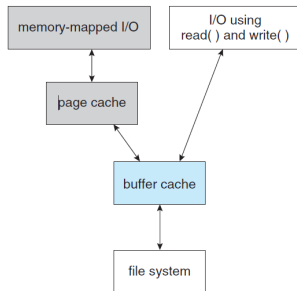 memory-mapped I/O
I/O using
read( ) and write( )
page cache
buffer cache
file system